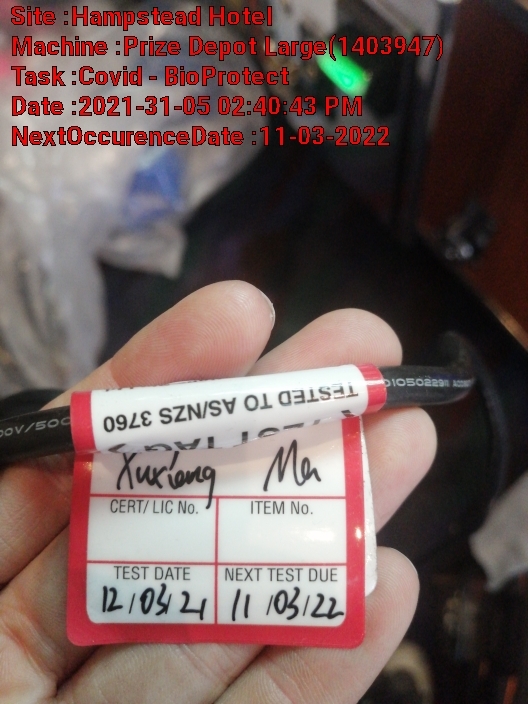 Site :Hampstead Hotel
Machine :Prize Depot Large(1403947)
Task :Covid - BioProtect
Date :2021-31-05 02:40:43 PM
NextOccurenceDate :11-03-2022
TESTED TO AS/NZS 3760
Xuxiang Ma
CERT/ LIC No. ITEM No.
TEST DATE NEXT TEST DUE
12/03/21 11/03/22